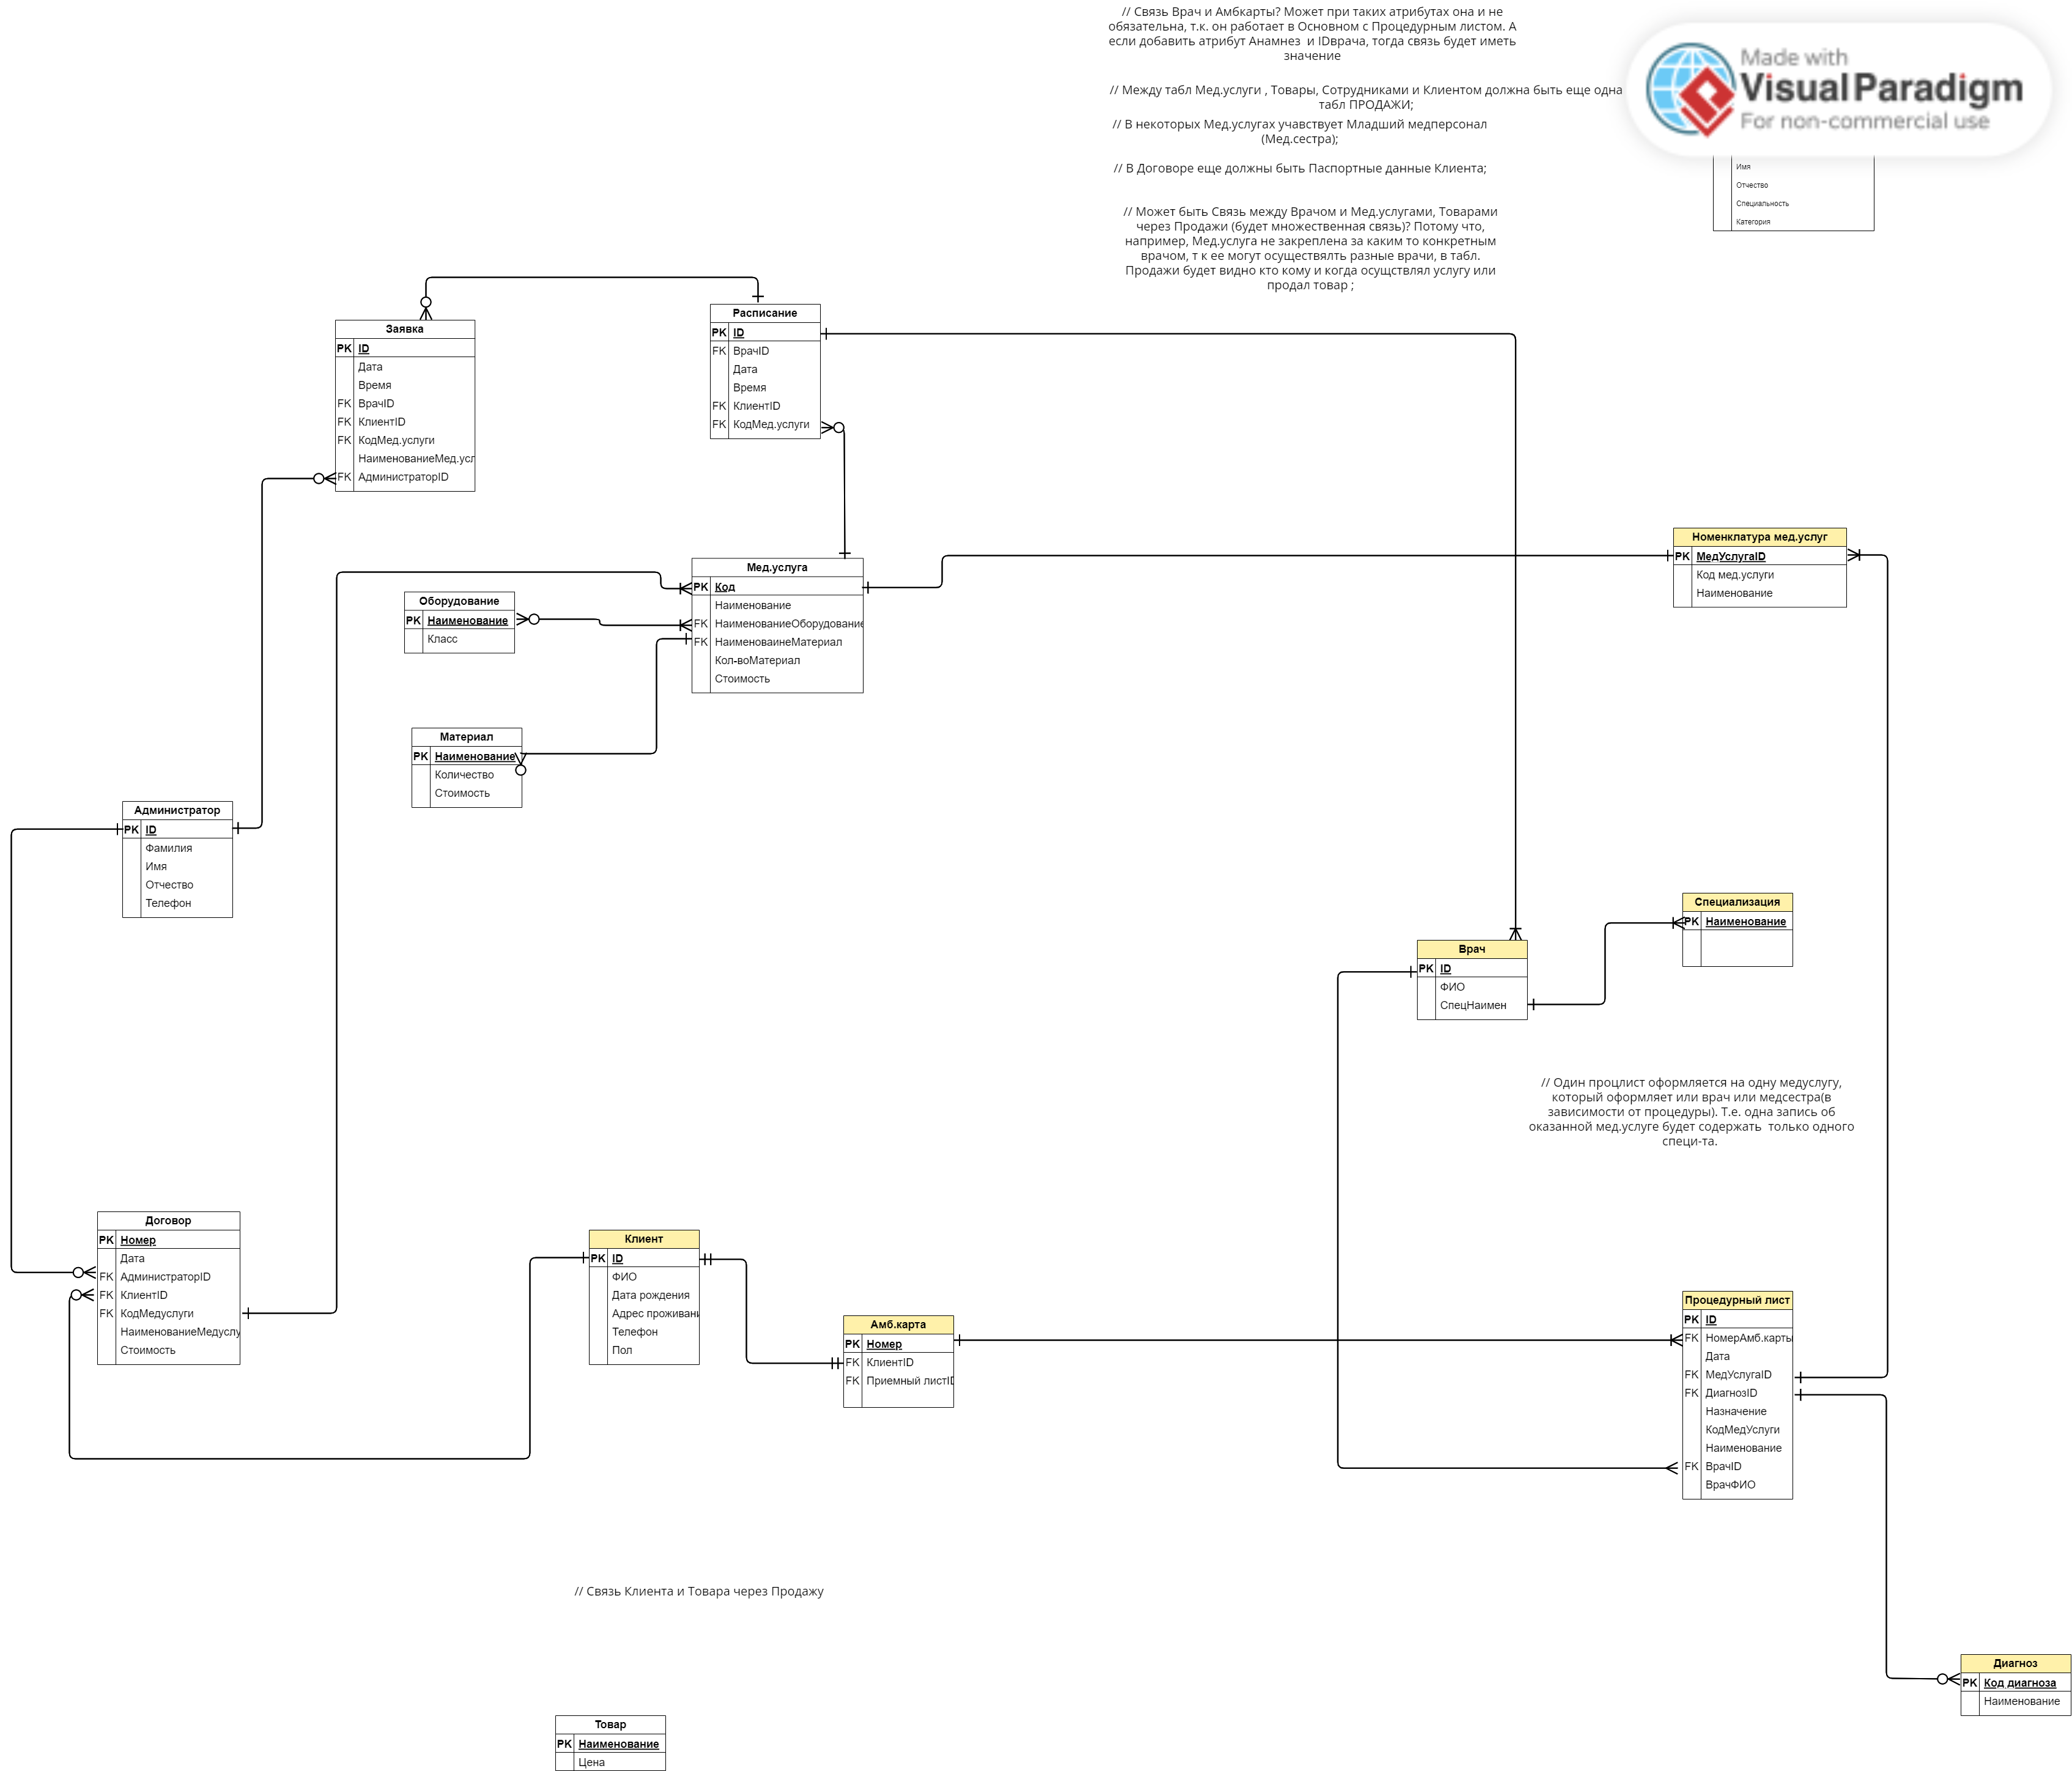 // Связь Врач и Амбкарты? Может при таких атрибутах она и не
обязательна, т.к. он работает в Основном с Процедурным листом. А
если добавить атрибут Анамнез и IDврача, тогда связь будет иметь
значение
// Между табл Мед.услуги , Товары, Сотрудниками и Клиентом должна быть еще одна
табл ПРОДАЖИ;
// В некоторых Мед.услугах учавствует Младший медперсонал
(Мед.сестра);
// В Договоре еще должны быть Паспортные данные Клиента;
// Может быть Связь между Врачом и Мед.услугами, Товарами
через Продажи (будет множественная связь)? Потому что,
например, Мед.услуга не закреплена за каким то конкретным
врачом, т к ее могут осуществялть разные врачи, в табл.
Продажи будет видно кто кому и когда осущствлял услугу или
продал товар ;
Made with
Visual Paradigm
For non-commercial use
Имя
Отчество
Специальность
Категория
Заявка
PK ID
Дата
Время
FK ВрачID
FK КлиентID
FK КодМед.услуги
НаименованиеМед.усл
FK АдминистраторID
Расписание
PK ID
FK ВрачID
Дата
Время
FK КлиентID
FK КодМед.услуги
Мед.услуга
PK Код
Наименование
FK НаименованиеОборудование
FK НаименоваинеМатериал
Кол-воМатериал
Стоимость
Номенклатура мед.услуг
PK МедУслугаID
Код мед.услуги
Наименование
Оборудование
PK Наименование
Класс
Материал
PK Наименование
Количество
Стоимость
Администратор
PK ID
Фамилия
Имя
Отчество
Телефон
Специализация
PK Наименование
Врач
PK ID
ФИО
СпецНаимен
// Один процлист оформляется на одну медуслугу,
который оформляет или врач или медсестра(в
зависимости от процедуры). Т.е. одна запись об
оказанной мед.услуге будет содержать только одного
специ-та.
Договор
PK Номер
Дата
FK АдминистраторID
FK КлиентID
FK КодМедуслуги
НаименованиеМедуслу
Стоимость
Клиент
PK ID
ФИО
Дата рождения
Адрес проживани
Телефон
Пол
Амб.карта
PK Номер
FK КлиентID
FK Приемный листID
Процедурный лист
PK ID
FK НомерАмб.карты
Дата
FK МедУслугаID
FK ДиагнозID
Назначение
КодМедУслуги
Наименование
FK ВрачID
ВрачФИО
// Связь Клиента и Товара через Продажу
Диагноз
PK Код диагноза
Наименование
Товар
PK Наименование
Цена